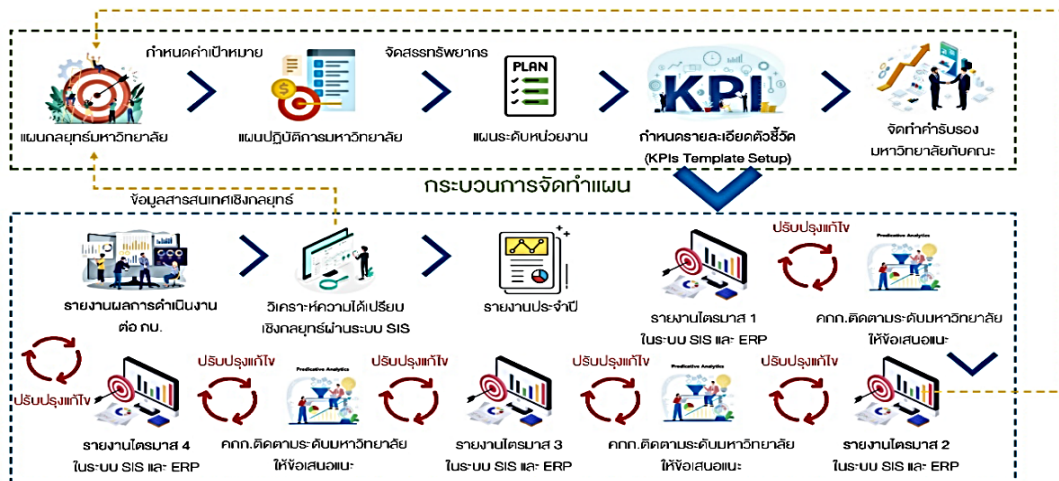 กำหนดค่าเป้าหมาย
จัดสรรทรัพยากร
PLAN
KPI
แผนกลยุทธ์มหาวิทยาลัย
แผนปฏิบัติการมหาวิทยาลัย
แผนระดับหน่วยงาน
กำหนดรายละเอียดตัวชี้วัด
(KPIs Template Setup)
จัดทำคำรับรอง
มหาวิทยาลัยกับคณะ
กระบวนการจัดทำแผน
ข้อมูลสารสนเทศเชิงกลยุทธ์
รายงานผลการดำเนินงาน
ต่อ กบ.
วิเคราะห์ความได้เปรียบ
เชิงกลยุทธ์ผ่านระบบ SIS
รายงานประจำปี
รายงานไตรมาส 1
ในระบบ SIS และ ERP
ปรับปรุงแก้ไข
Predicative Analytics
คกก.ติดตามระดับมหาวิทยาลัย
ให้ข้อเสนอแนะ
ปรับปรุงแก้ไข
รายงานไตรมาส 4
ในระบบ SIS และ ERP
ปรับปรุงแก้ไข
Predicative Analytics
คกก.ติดตามระดับมหาวิทยาลัย
ให้ข้อเสนอแนะ
ปรับปรุงแก้ไข
รายงานไตรมาส 3
ในระบบ SIS และ ERP
ปรับปรุงแก้ไข
Predicative Analytics
คกก.ติดตามระดับมหาวิทยาลัย
ให้ข้อเสนอแนะ
ปรับปรุงแก้ไข
รายงานไตรมาส 2
ในระบบ SIS และ ERP